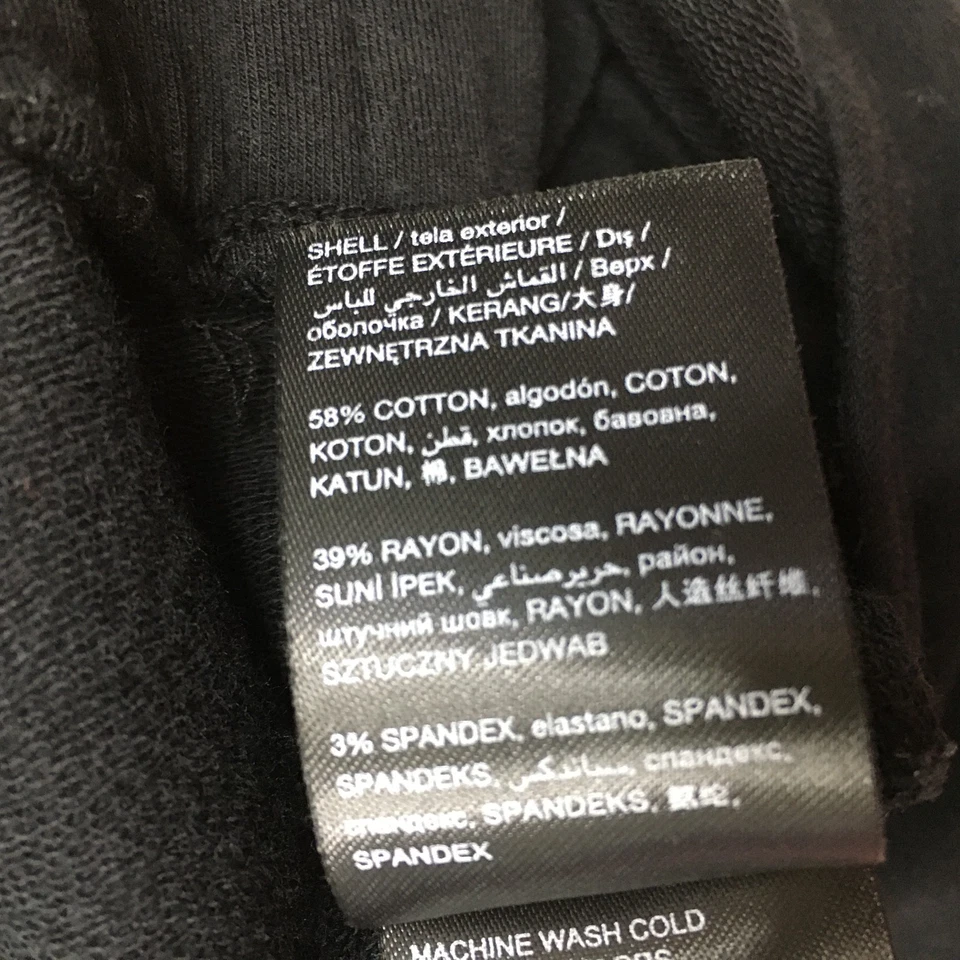 SHELL / tela exterior /
ÉTOFFE EXTÉRIEURE / Dış /
القماش الخارجي للباس / Верх /
оболочка / KERANG/大身/
ZEWNĘTRZNA TKANINA
58% COTTON, algodón, COTON,
KOTON, قطن, хлопок, бавовна,
KATUN, 棉, BAWEŁNA
39% RAYON, viscosa, RAYONNE,
SUNİ İPEK, حرير صناعي, район,
штучний шовк, RAYON, 人造丝纤维,
SZTUCZNY JEDWAB
3% SPANDEX, elastano, SPANDEX,
SPANDEKS, спандекс,
спандекс, SPANDEKS,
SPANDEX
MACHINE WASH COLD